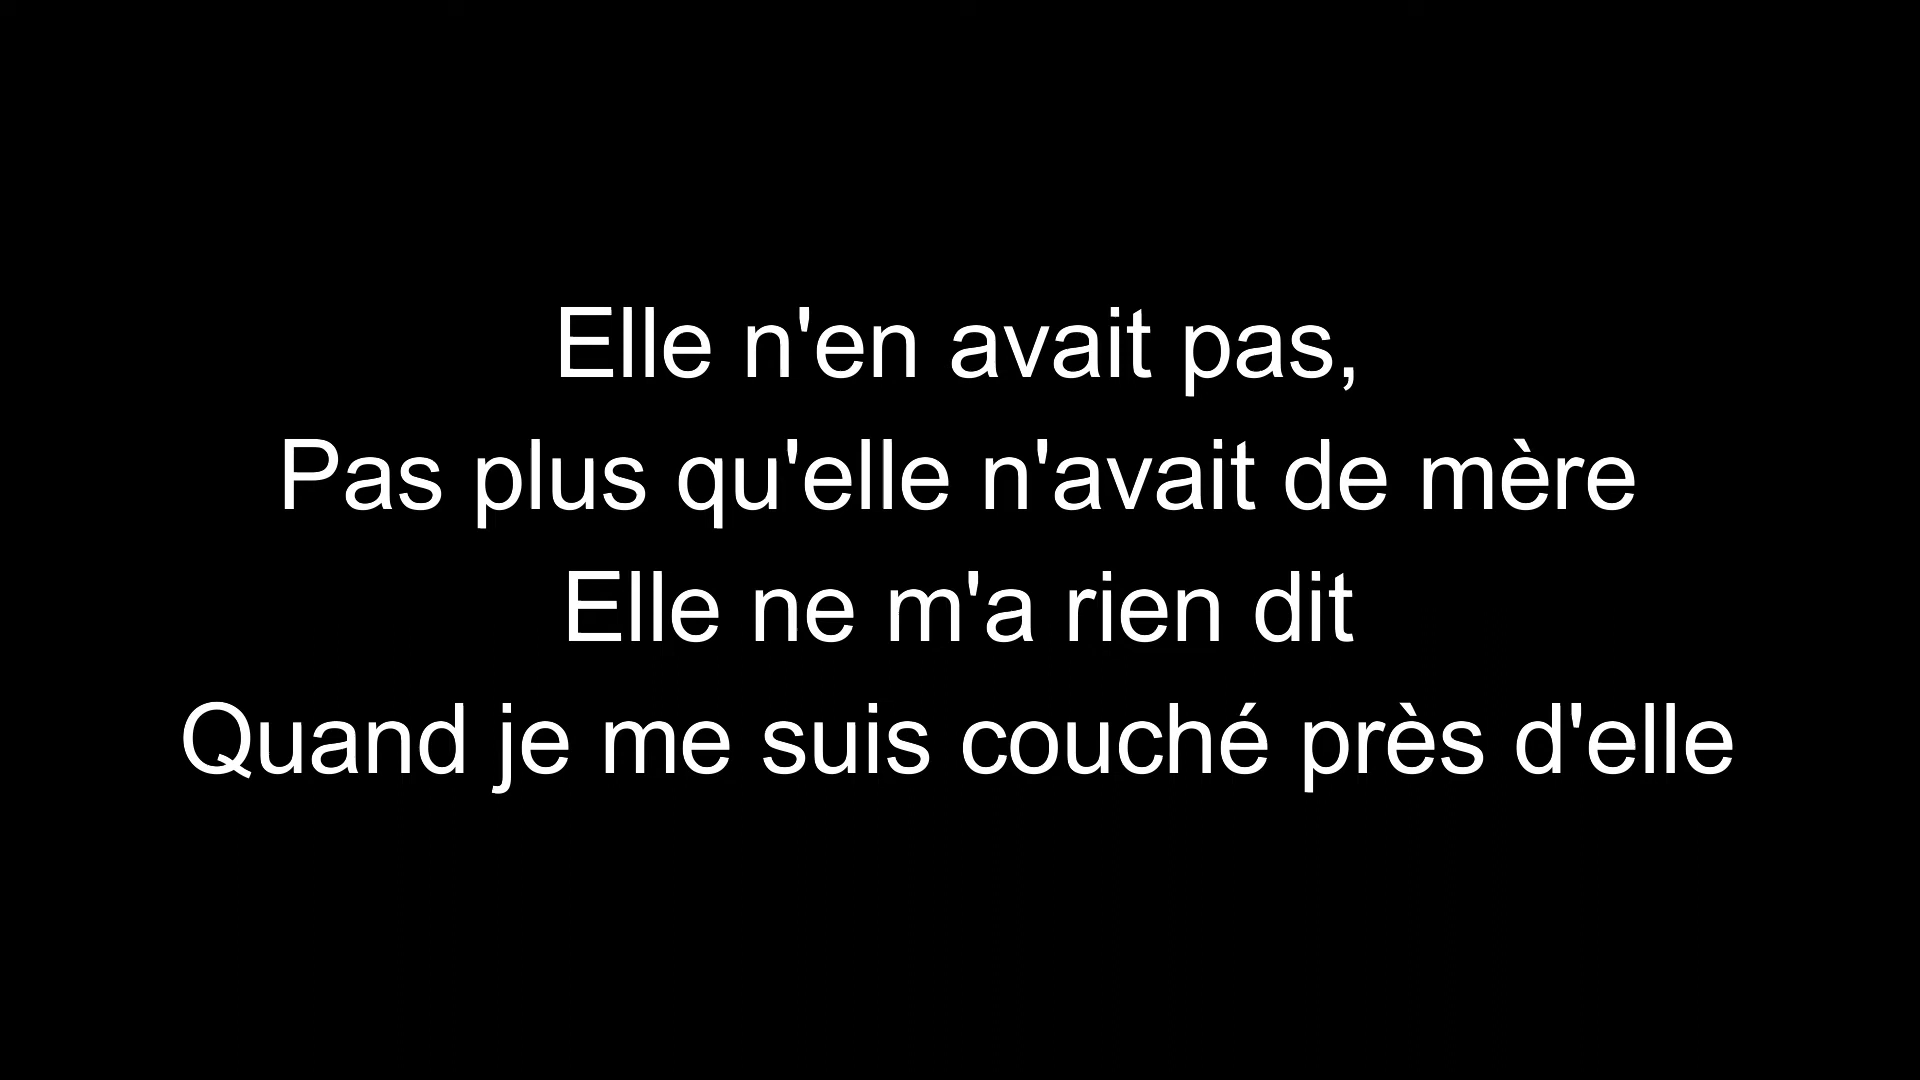 Elle n'en avait pas,
Pas plus qu'elle n'avait de mère
Elle ne m'a rien dit
Quand je me suis couché près d'elle